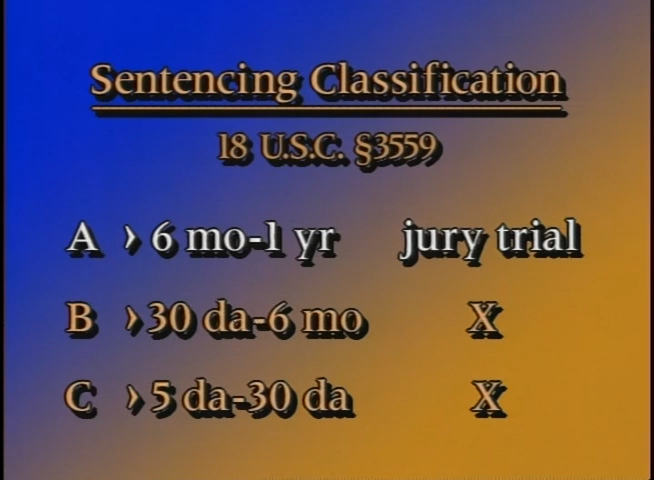 Sentencing Classification
18 U.S.C. §3559
A › 6 mo-1 yr jury trial
B › 30 da-6 mo X
C › 5 da-30 da X